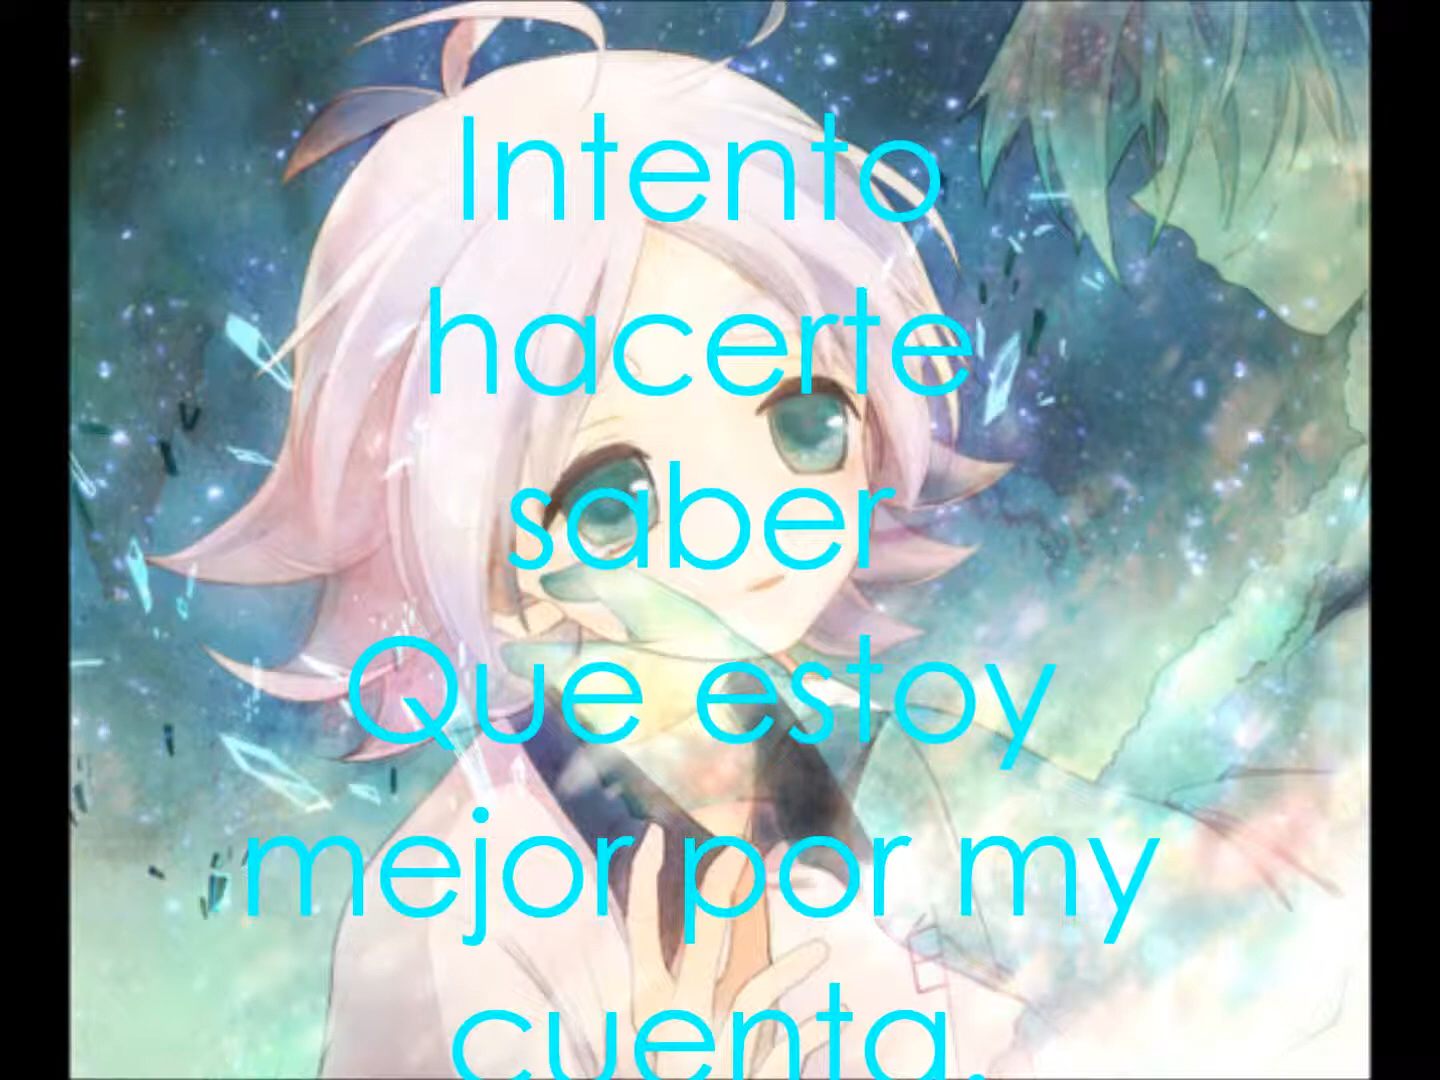 Intento
hacerte
saber
Que estoy
mejor por my
cuenta.